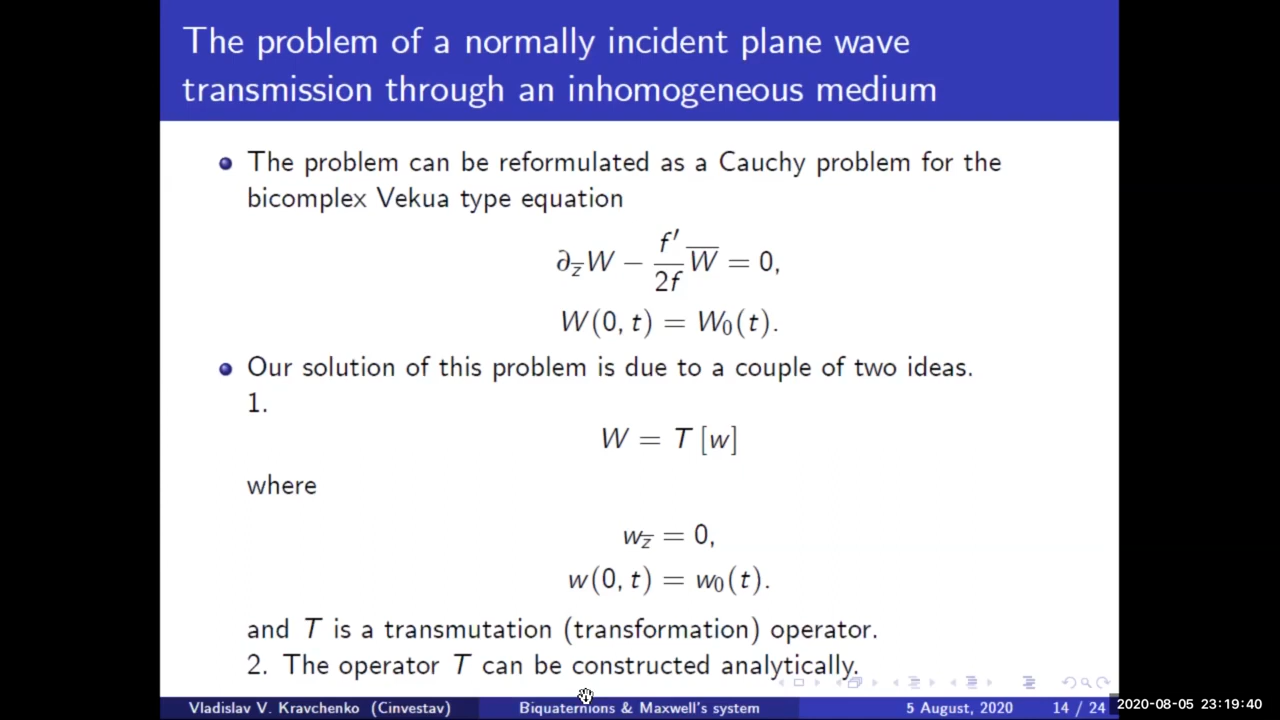 The problem of a normally incident plane wave
transmission through an inhomogeneous medium
The problem can be reformulated as a Cauchy problem for the
bicomplex Vekua type equation
∂_z̄ W − f′/2f W̅ = 0,
W(0, t) = W₀(t).
Our solution of this problem is due to a couple of two ideas.
1.
W = T [w]
where
w_z̄ = 0,
w(0, t) = w₀(t).
and T is a transmutation (transformation) operator.
2. The operator T can be constructed analytically.
Vladislav V. Kravchenko (Cinvestav) Biquaternions & Maxwell's system 5 August, 2020 14 / 24
2020-08-05 23:19:40